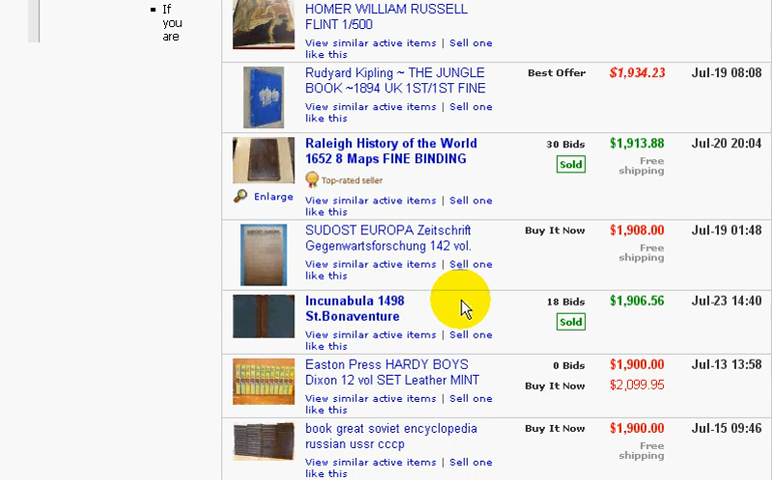 If
you
are
HOMER WILLIAM RUSSELL
FLINT 1/500
View similar active items | Sell one
like this
Rudyard Kipling ~ THE JUNGLE
BOOK ~1894 UK 1ST/1ST FINE
View similar active items | Sell one
like this
Best Offer
$1,934.23
Jul-19 08:08
Raleigh History of the World
1652 8 Maps FINE BINDING
Top-rated seller
Enlarge
View similar active items | Sell one
like this
30 Bids
Sold
$1,913.88
Free
shipping
Jul-20 20:04
SUDOST EUROPA Zeitschrift
Gegenwartsforschung 142 vol.
View similar active items | Sell one
like this
Buy It Now
$1,908.00
Free
shipping
Jul-19 01:48
Incunabula 1498
St.Bonaventure
View similar active items | Sell one
like this
18 Bids
Sold
$1,906.56
Jul-23 14:40
Easton Press HARDY BOYS
Dixon 12 vol SET Leather MINT
View similar active items | Sell one
like this
0 Bids
Buy It Now
$1,900.00
$2,099.95
Jul-13 13:58
book great soviet encyclopedia
russian ussr cccp
View similar active items | Sell one
like this
Buy It Now
$1,900.00
Free
shipping
Jul-15 09:46